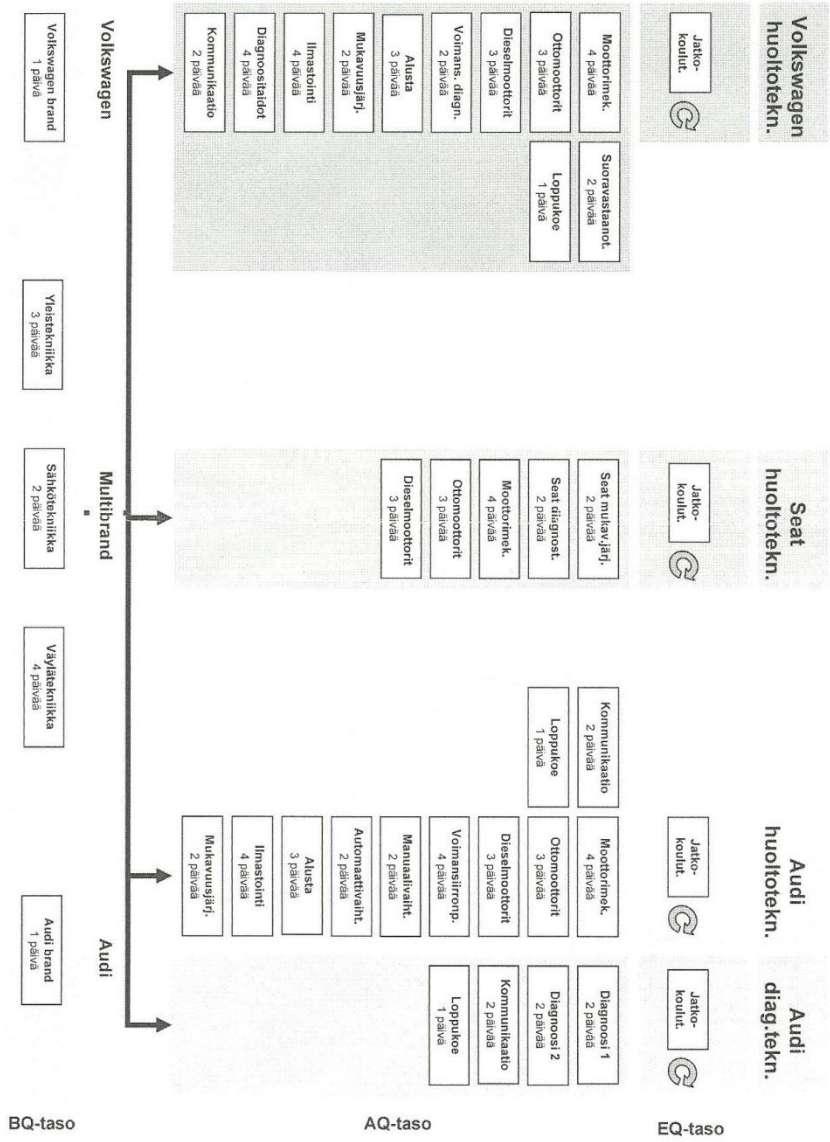 Volkswagen
huoltotekn.
Seat
huoltotekn.
Audi
huoltotekn.
Audi
diag.tekn.
Jatko-
koulut.
Jatko-
koulut.
Jatko-
koulut.
Jatko-
koulut.
EQ-taso
Moottorimek.
4 päivää
Ottomoottorit
3 päivää
Dieselmoottorit
3 päivää
Voimans. diagn.
2 päivää
Alusta
3 päivää
Mukavuusjärj.
2 päivää
Ilmastointi
4 päivää
Diagnoositaidot
4 päivää
Kommunikaatio
2 päivää
Suoravastaanot.
2 päivää
Loppukoe
1 päivä
Seat mukav.järj.
2 päivää
Seat diagnost.
2 päivää
Moottorimek.
4 päivää
Ottomoottorit
3 päivää
Dieselmoottorit
3 päivää
Kommunikaatio
2 päivää
Loppukoe
1 päivä
Moottorimek.
4 päivää
Ottomoottorit
3 päivää
Dieselmoottorit
3 päivää
Voimansiirronp.
4 päivää
Manuaalivaiht.
2 päivää
Automaattivaiht.
2 päivää
Alusta
3 päivää
Ilmastointi
4 päivää
Mukavuusjärj.
2 päivää
Diagnoosi 1
2 päivää
Diagnoosi 2
2 päivää
Kommunikaatio
2 päivää
Loppukoe
1 päivä
AQ-taso
Volkswagen
Multibrand
Audi
Volkswagen brand
1 päivä
Yleistekniikka
3 päivää
Sähkötekniikka
2 päivää
Väylätekniikka
4 päivää
Audi brand
1 päivä
BQ-taso